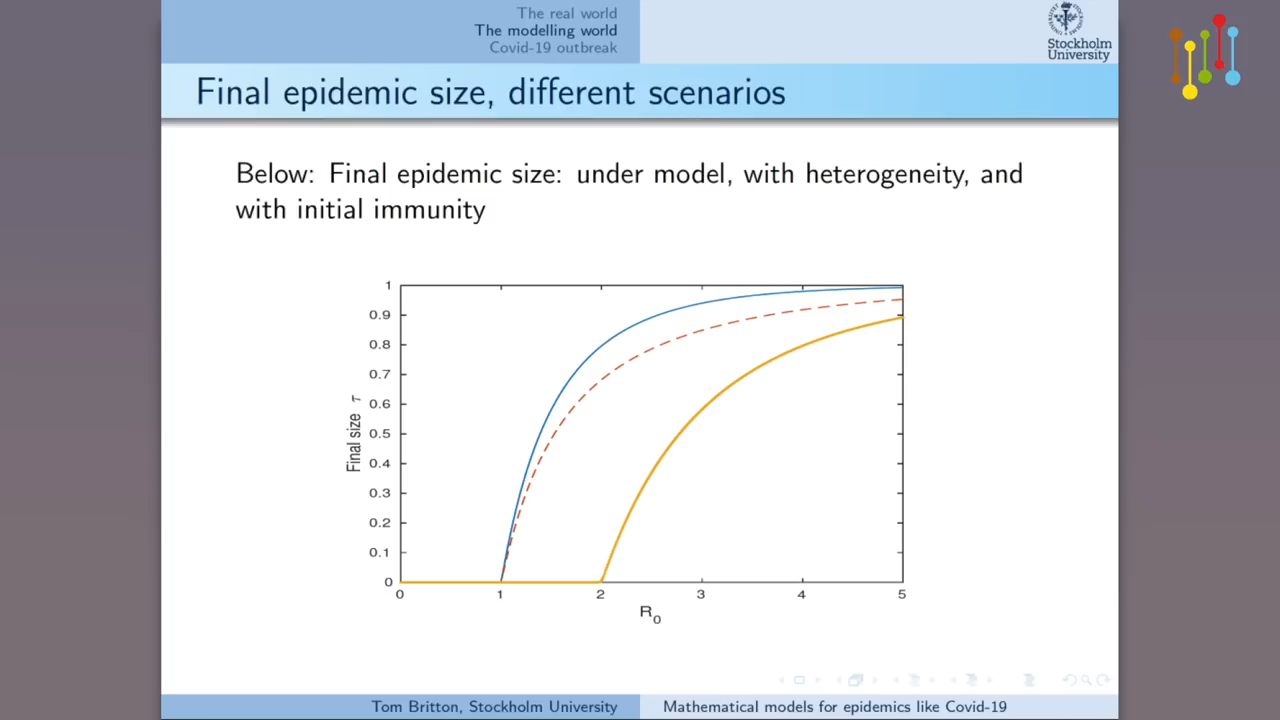 The real world
The modelling world
Covid-19 outbreak
Stockholm
University
Final epidemic size, different scenarios
Below: Final epidemic size: under model, with heterogeneity, and
with initial immunity
1
0.9
0.8
0.7
0.6
0.5
0.4
0.3
0.2
0.1
0
Final size τ
0 1 2 3 4 5
R₀
Tom Britton, Stockholm University
Mathematical models for epidemics like Covid-19